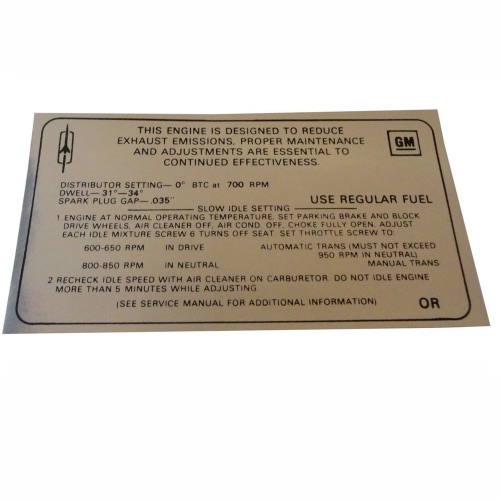 THIS ENGINE IS DESIGNED TO REDUCE
EXHAUST EMISSIONS. PROPER MAINTENANCE
AND ADJUSTMENTS ARE ESSENTIAL TO
CONTINUED EFFECTIVENESS.
GM
DISTRIBUTOR SETTING—0° BTC at 700 RPM
DWELL—31°—34°
SPARK PLUG GAP—.035"
USE REGULAR FUEL
SLOW IDLE SETTING
1 ENGINE AT NORMAL OPERATING TEMPERATURE. SET PARKING BRAKE AND BLOCK
DRIVE WHEELS, AIR CLEANER OFF, AIR COND. OFF. CHOKE FULLY OPEN, ADJUST
EACH IDLE MIXTURE SCREW 6 TURNS OFF SEAT. SET THROTTLE SCREW TO:
600-650 RPM IN DRIVE AUTOMATIC TRANS (MUST NOT EXCEED
950 RPM IN NEUTRAL)
800-850 RPM IN NEUTRAL MANUAL TRANS
2 RECHECK IDLE SPEED WITH AIR CLEANER ON CARBURETOR. DO NOT IDLE ENGINE
MORE THAN 5 MINUTES WHILE ADJUSTING
(SEE SERVICE MANUAL FOR ADDITIONAL INFORMATION) OR